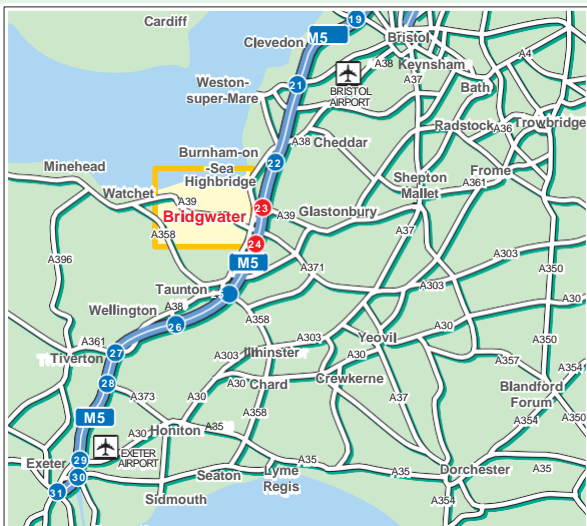 Cardiff
19
M5
Clevedon
Bristol
A38
Keynsham
A4
A37
Weston-
super-Mare
21
BRISTOL
AIRPORT
Bath
Radstock
A36
Trowbridge
Burnham-on
-Sea
Highbridge
A38
Cheddar
22
Minehead
Watchet
A39
Bridgwater
23
A39
Glastonbury
Shepton
Mallet
A361
Frome
A358
24
M5
A37
A396
A371
A303
A350
Taunton
A303
A38
Wellington
26
A358
A30
A361
Tiverton
27
A303
Ilminster
A303
Yeovil
A350
A30
A357
28
A30
Chard
Crewkerne
A354
Blandford
Forum
A373
A30
M5
A358
A350
A30
Honiton
A35
A354
EXETER
AIRPORT
Exeter
29
30
31
Seaton
Lyme
Regis
A35
A35
Dorchester
A35
Sidmouth
A354